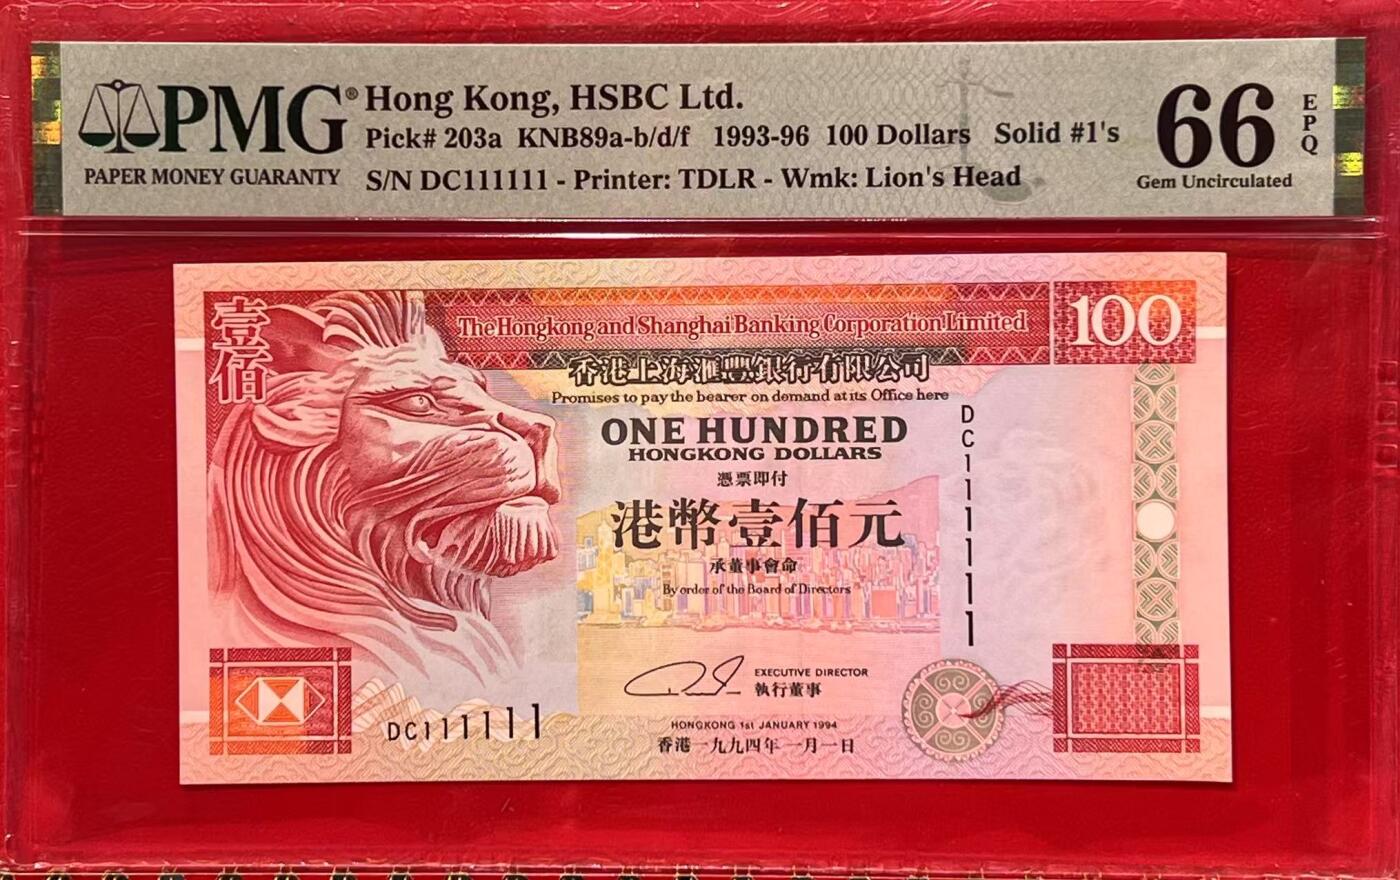 PMG® Hong Kong, HSBC Ltd.
Pick# 203a KNB89a-b/d/f 1993-96 100 Dollars Solid #1's
PAPER MONEY GUARANTY S/N DC111111 - Printer: TDLR - Wmk: Lion's Head
66 EPQ
Gem Uncirculated
壹佰
The Hongkong and Shanghai Banking Corporation Limited
100
香港上海滙豐銀行有限公司
Promises to pay the bearer on demand at its Office here
ONE HUNDRED
HONGKONG DOLLARS
憑票即付
港幣壹佰元
承董事會命
By order of the Board of Directors
DC111111
EXECUTIVE DIRECTOR
執行董事
DC111111
HONGKONG 1st JANUARY 1994
香港一九九四年一月一日